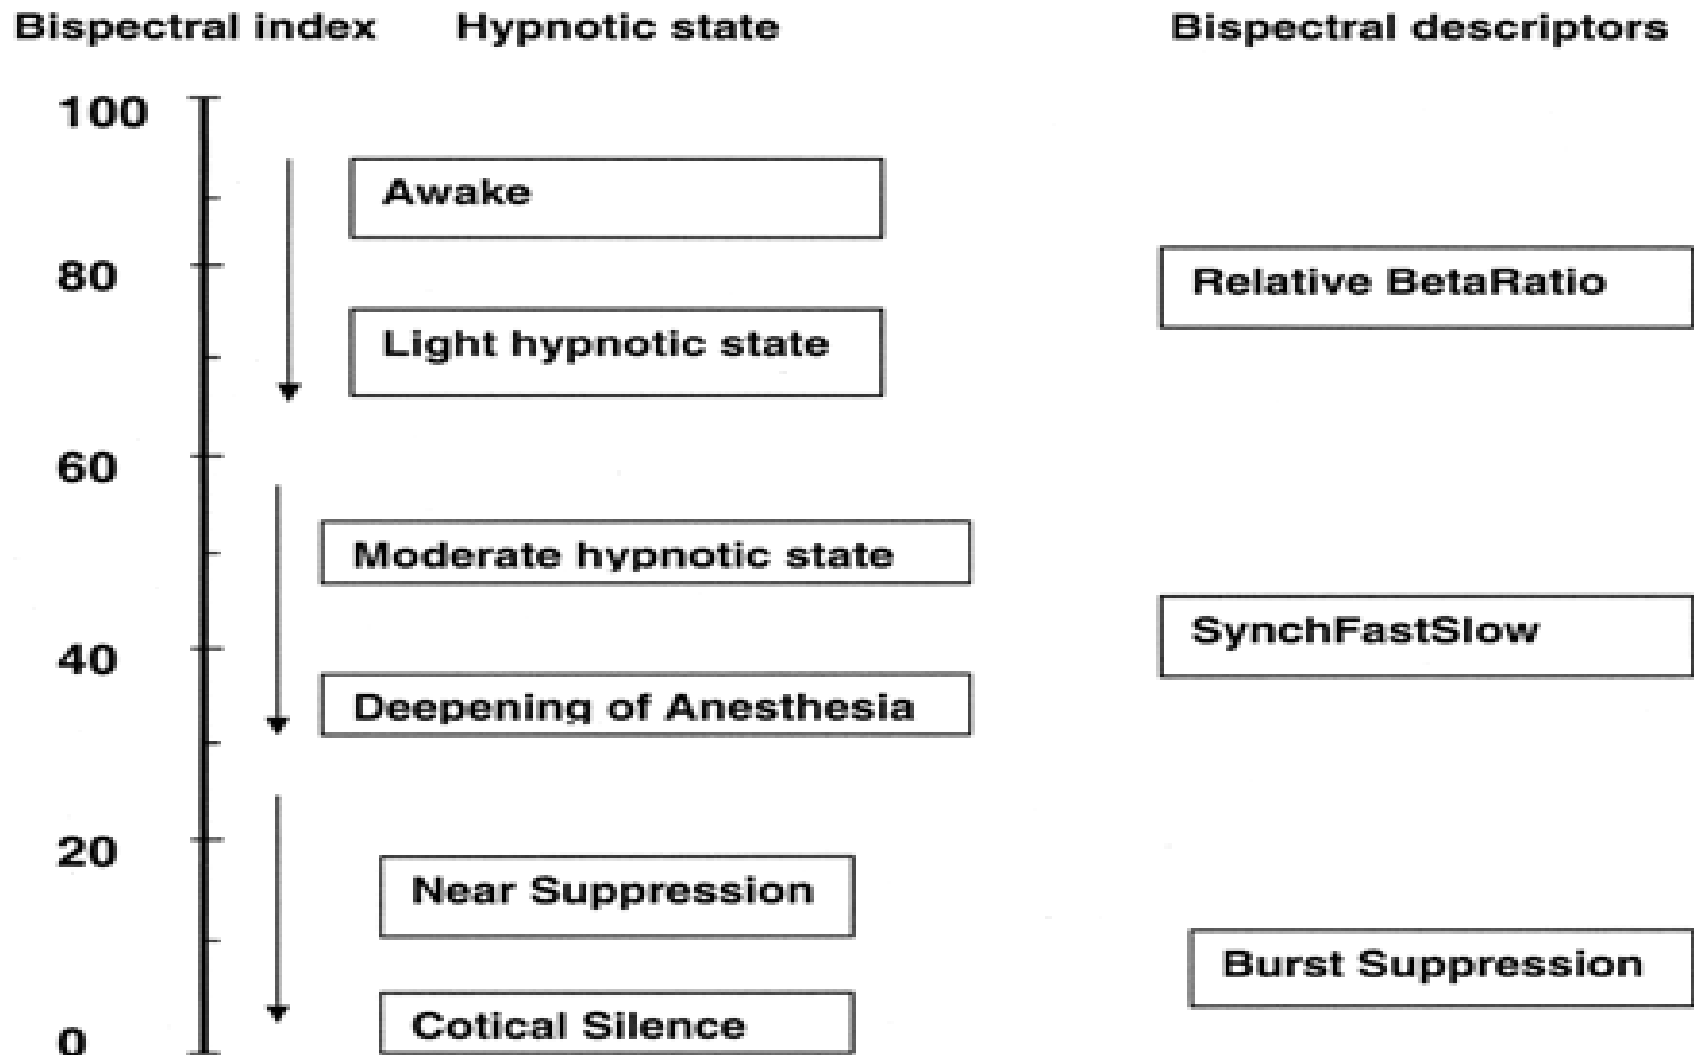 Bispectral index Hypnotic state Bispectral descriptors
100
Awake
80
Relative BetaRatio
Light hypnotic state
60
Moderate hypnotic state
SynchFastSlow
40
Deepening of Anesthesia
20
Near Suppression
Burst Suppression
Cotical Silence
0